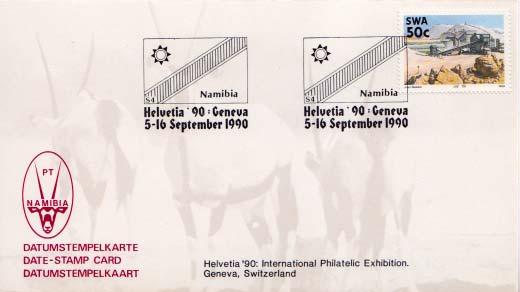 SWA
50c
Namibia
S4
Helvetia '90 : Geneva
5-16 September 1990
Namibia
S4
Helvetia '90 : Geneva
5-16 September 1990
PT
NAMIBIA
DATUMSTEMPELKARTE
DATE-STAMP CARD
DATUMSTEMPELKAART
Helvetia '90: International Philatelic Exhibition.
Geneva, Switzerland